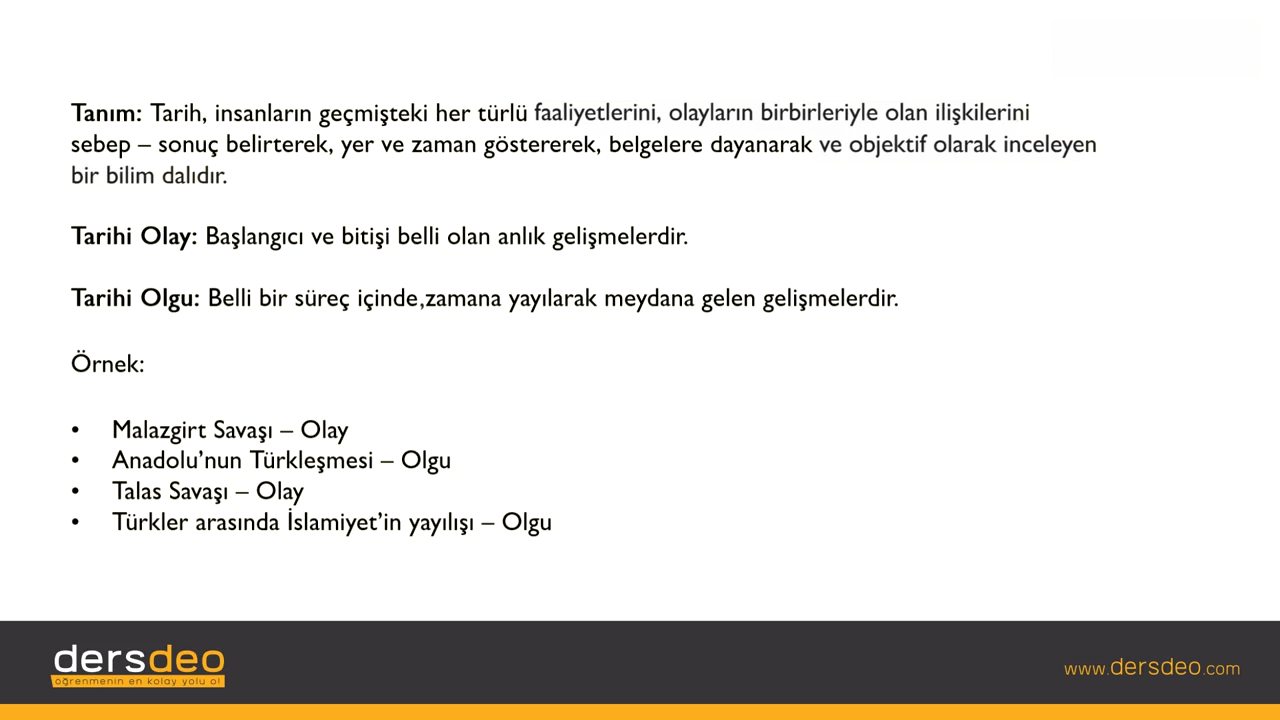 Tanım: Tarih, insanların geçmişteki her türlü faaliyetlerini, olayların birbirleriyle olan ilişkilerini
sebep – sonuç belirterek, yer ve zaman göstererek, belgelere dayanarak ve objektif olarak inceleyen
bir bilim dalıdır.
Tarihi Olay: Başlangıcı ve bitişi belli olan anlık gelişmelerdir.
Tarihi Olgu: Belli bir süreç içinde,zamana yayılarak meydana gelen gelişmelerdir.
Örnek:
• Malazgirt Savaşı – Olay
• Anadolu’nun Türkleşmesi – Olgu
• Talas Savaşı – Olay
• Türkler arasında İslamiyet’in yayılışı – Olgu
dersdeo
öğrenmenin en kolay yolu o!
www.dersdeo.com